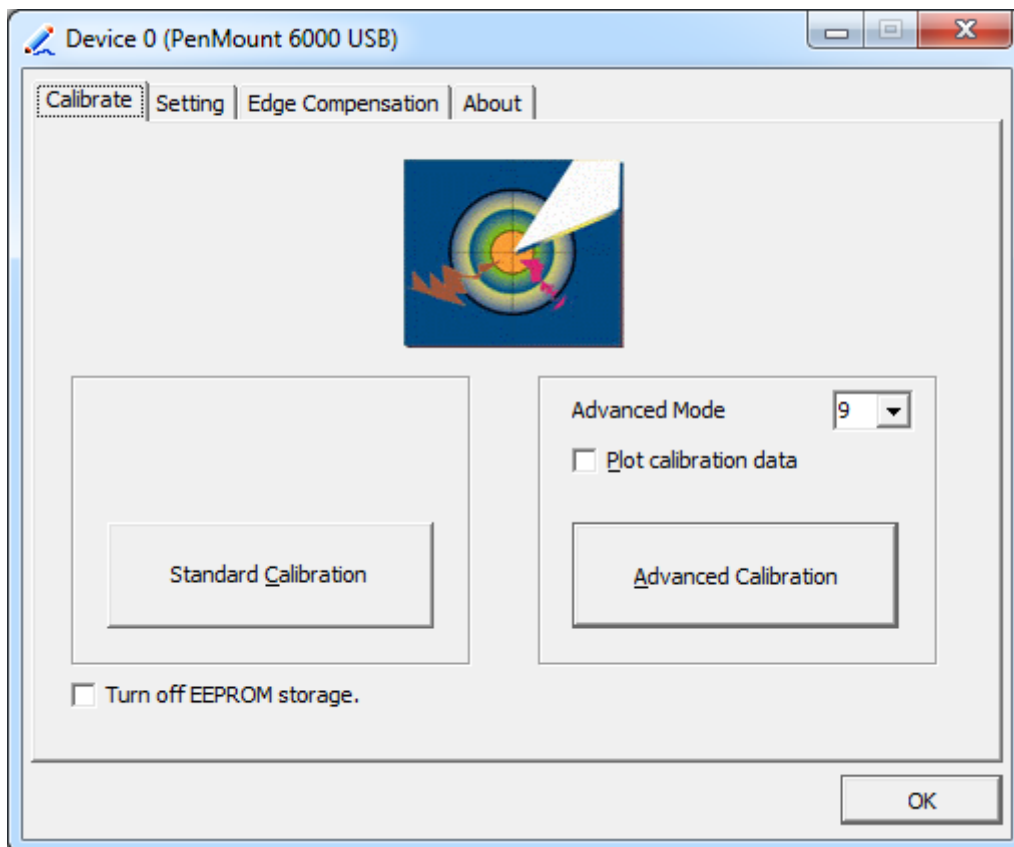 Device 0 (PenMount 6000 USB)
Calibrate Setting Edge Compensation About
Advanced Mode 9
Plot calibration data
Standard Calibration
Advanced Calibration
Turn off EEPROM storage.
OK